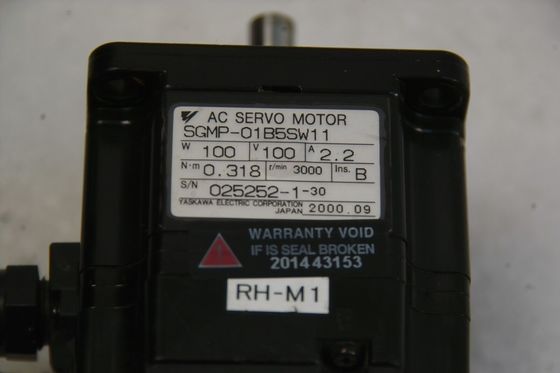 AC SERVO MOTOR
SGMP-01B5SW11
W 100 V 100 A 2.2
N·m 0.318 r/min 3000 Ins. B
S/N 025252-1-30
YASKAWA ELECTRIC CORPORATION
JAPAN 2000.09
WARRANTY VOID
IF IS SEAL BROKEN
201443153
RH-M1